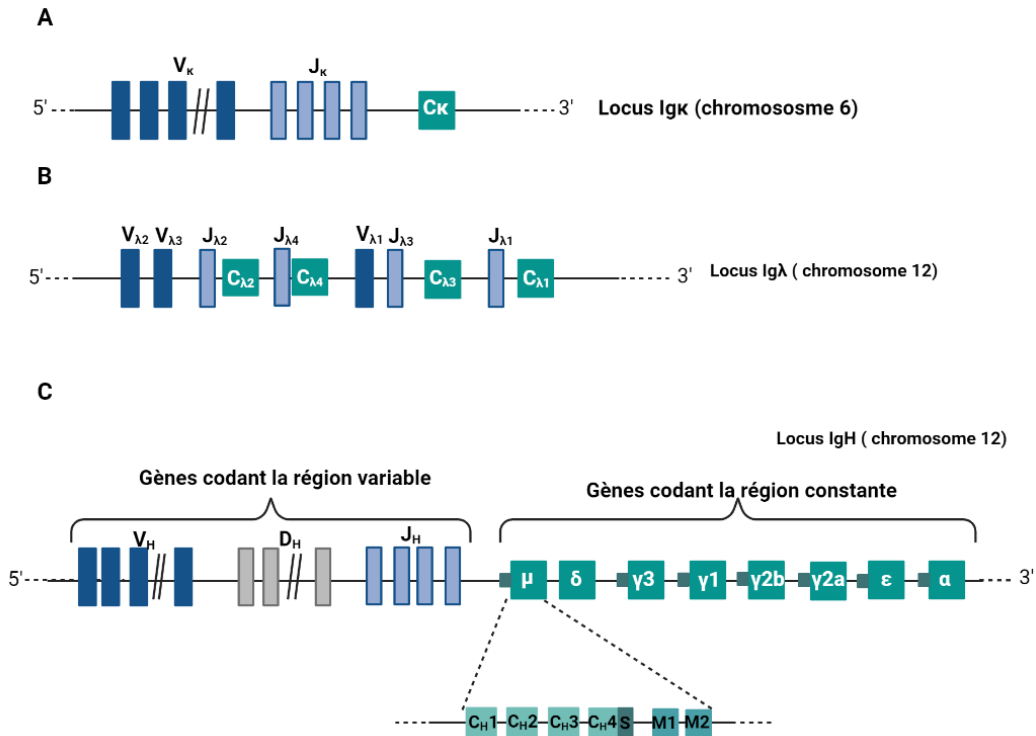 A
Vκ Jκ
5' Cκ 3' Locus Igκ (chromososme 6)
B
Vλ2 Vλ3 Jλ2 Jλ4 Vλ1 Jλ3 Jλ1
5' Cλ2 Cλ4 Cλ3 Cλ1 3' Locus Igλ ( chromosome 12)
C
Locus IgH ( chromosome 12)
Gènes codant la région variable Gènes codant la région constante
VH DH JH
5' μ δ γ3 γ1 γ2b γ2a ε α 3'
CH1 CH2 CH3 CH4 S M1 M2